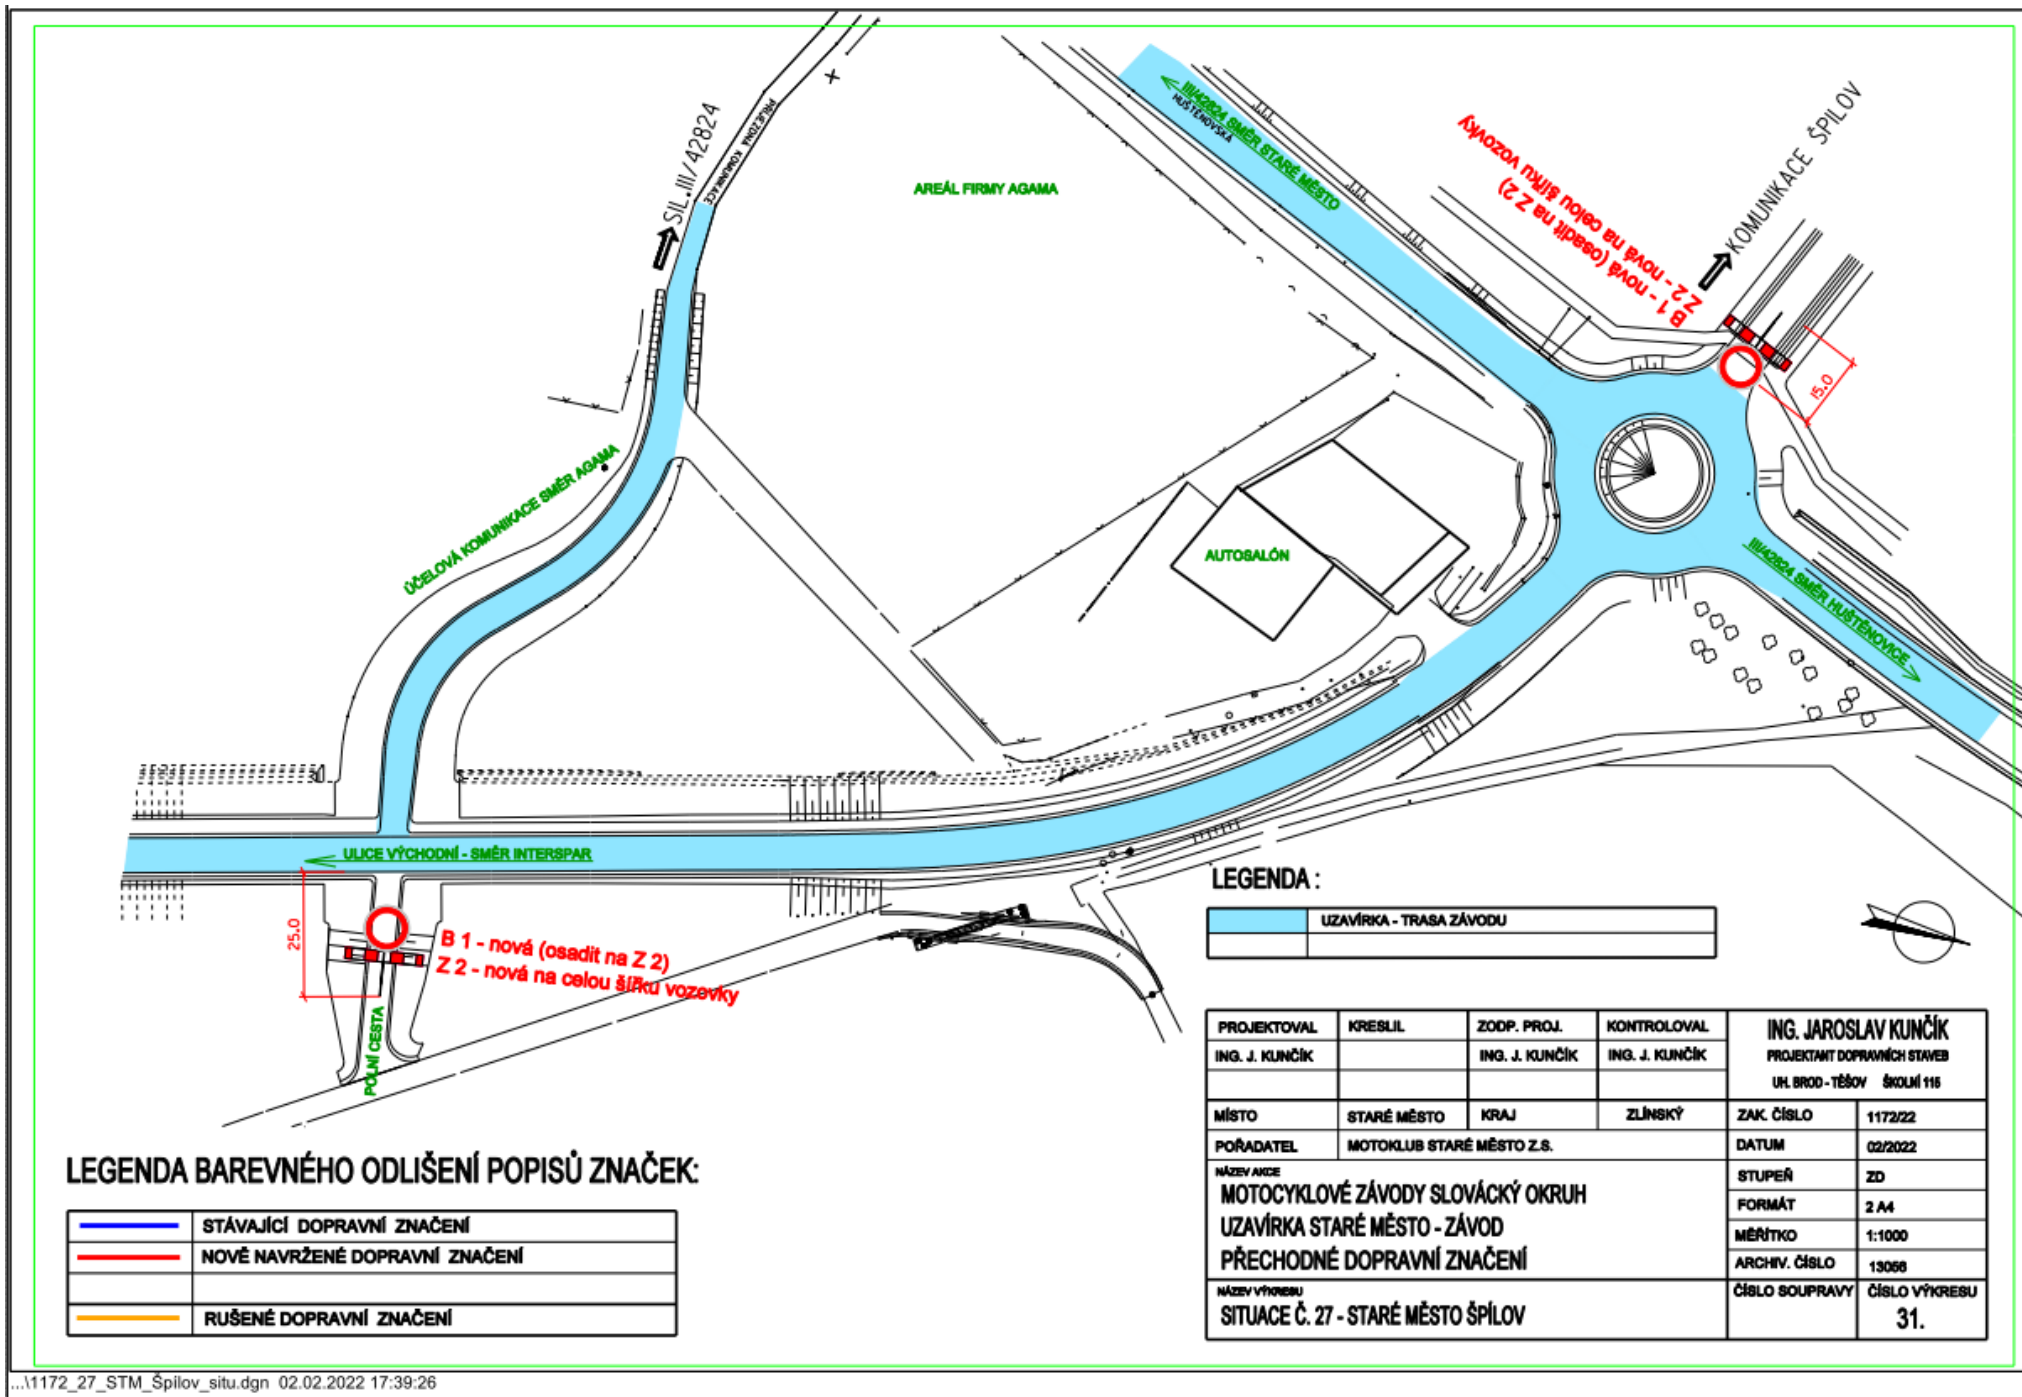 SIL. III/42824
PŘÍJEZDNÁ KOMUNIKACE
AREÁL FIRMY AGAMA
III/42824 SMĚR STARÉ MĚSTO
HUŠTĚNOVSKÁ
B 1 - nová (osadit na Z 2)
Z 2 - nová na celou šířku vozovky
KOMUNIKACE ŠPILOV
15.0
ÚČELOVÁ KOMUNIKACE SMĚR AGAMA
AUTOSALÓN
III/42824 SMĚR HUŠTĚNOVICE
ULICE VÝCHODNÍ - SMĚR INTERSPAR
25.0
B 1 - nová (osadit na Z 2)
Z 2 - nová na celou šířku vozovky
POLNÍ CESTA
LEGENDA :
UZAVÍRKA - TRASA ZÁVODU
LEGENDA BAREVNÉHO ODLIŠENÍ POPISŮ ZNAČEK:
STÁVAJÍCÍ DOPRAVNÍ ZNAČENÍ
NOVĚ NAVRŽENÉ DOPRAVNÍ ZNAČENÍ
RUŠENÉ DOPRAVNÍ ZNAČENÍ
PROJEKTOVAL KRESLIL ZODP. PROJ. KONTROLOVAL
ING. J. KUNČÍK ING. J. KUNČÍK ING. J. KUNČÍK
ING. JAROSLAV KUNČÍK
PROJEKTANT DOPRAVNÍCH STAVEB
UH. BROD - TĚŠOV ŠKOLNÍ 115
MÍSTO STARÉ MĚSTO KRAJ ZLÍNSKÝ ZAK. ČÍSLO 1172/22
POŘADATEL MOTOKLUB STARÉ MĚSTO Z.S. DATUM 02/2022
NÁZEV AKCE
MOTOCYKLOVÉ ZÁVODY SLOVÁCKÝ OKRUH
UZAVÍRKA STARÉ MĚSTO - ZÁVOD
PŘECHODNÉ DOPRAVNÍ ZNAČENÍ
STUPEŇ ZD
FORMÁT 2 A4
MĚŘÍTKO 1:1000
ARCHIV. ČÍSLO 13056
NÁZEV VÝKRESU
SITUACE Č. 27 - STARÉ MĚSTO ŠPÍLOV
ČÍSLO SOUPRAVY ČÍSLO VÝKRESU
31.
...\1172_27_STM_Špilov_situ.dgn 02.02.2022 17:39:26